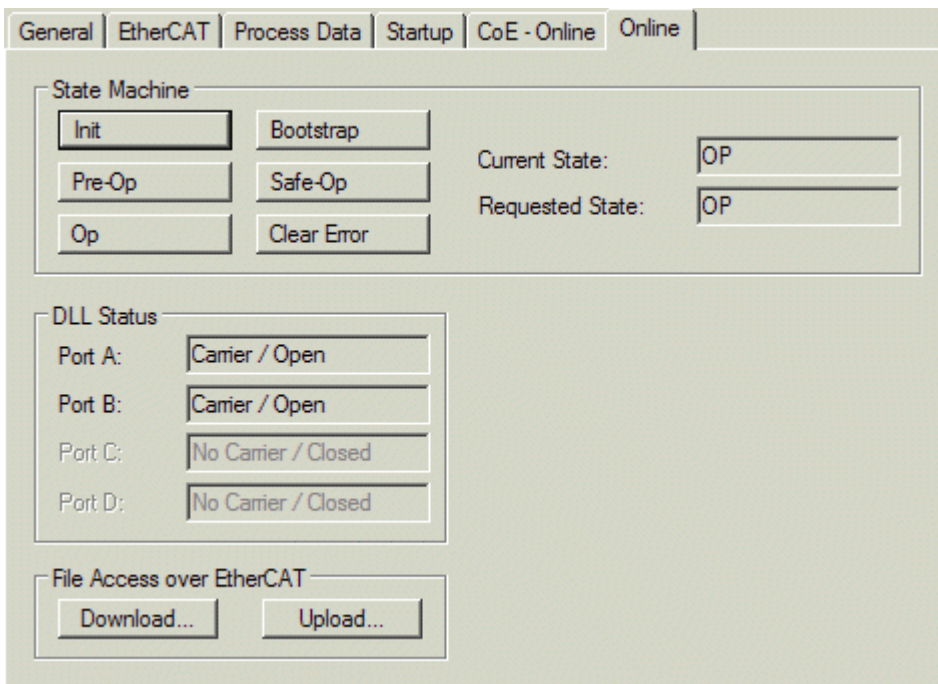 General EtherCAT Process Data Startup CoE - Online Online
State Machine
Init Bootstrap
Pre-Op Safe-Op
Op Clear Error
Current State: OP
Requested State: OP
DLL Status
Port A: Carrier / Open
Port B: Carrier / Open
Port C: No Carrier / Closed
Port D: No Carrier / Closed
File Access over EtherCAT
Download... Upload...